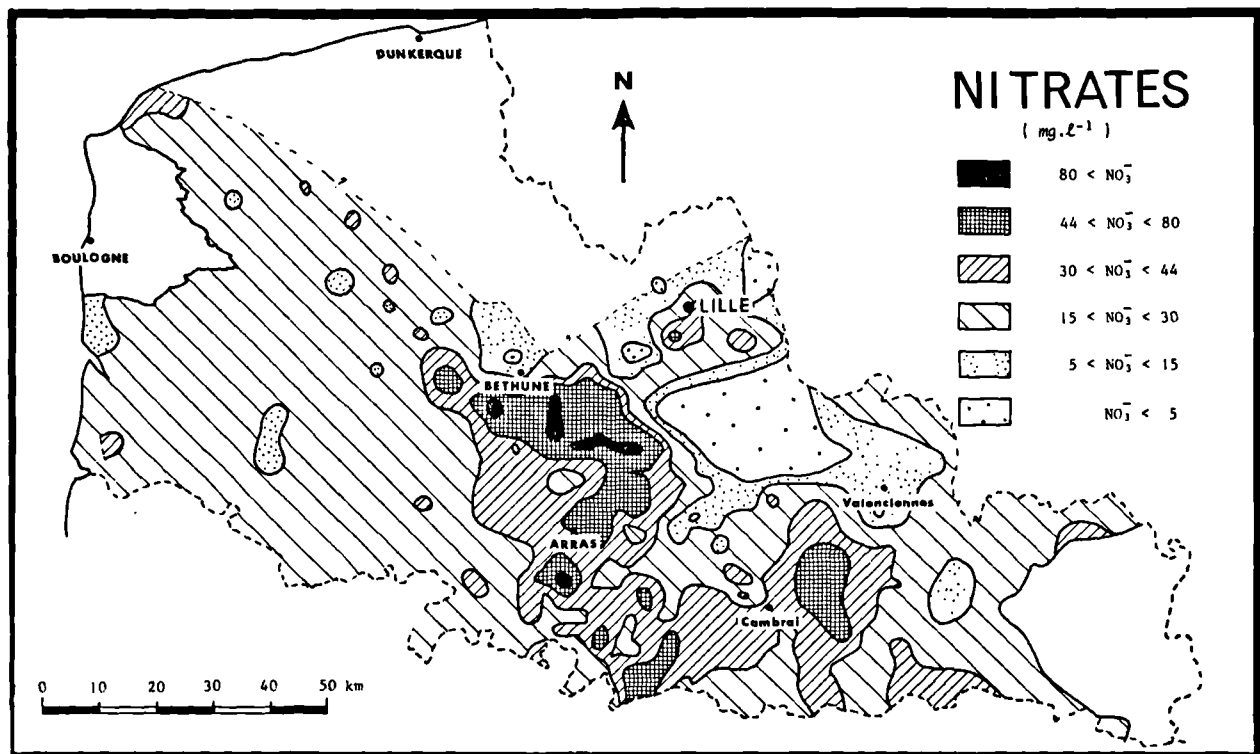 DUNKERQUE
N
NITRATES
( mg.ℓ⁻¹ )
80 < NO₃⁻
44 < NO₃⁻ < 80
30 < NO₃⁻ < 44
15 < NO₃⁻ < 30
5 < NO₃⁻ < 15
NO₃⁻ < 5
BOULOGNE
LILLE
BETHUNE
Valenciennes
ARRAS
Cambrai
0 10 20 30 40 50 km